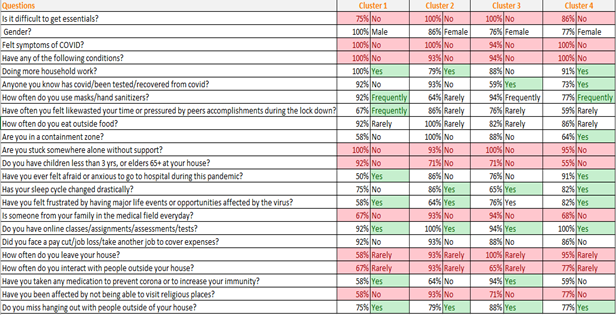 Questions Cluster 1 Cluster 2 Cluster 3 Cluster 4
Is it difficult to get essentials? 75% No 100% No 100% No 86% No
Gender? 100% Male 86% Female 76% Female 77% Female
Felt symptoms of COVID? 100% No 100% No 94% No 100% No
Have any of the following conditions? 100% No 93% No 94% No 100% No
Doing more household work? 100% Yes 79% Yes 88% No 91% Yes
Anyone you know has covid/been tested/recovered from covid? 92% No 93% No 59% Yes 73% Yes
How often do you use masks/hand sanitizers? 92% Frequently 64% Rarely 94% Frequently 77% Frequently
Have often you felt likewasted your time or pressured by peers accomplishments during the lock down? 67% Frequently 86% Rarely 76% Rarely 59% Rarely
How often do you eat outside food? 92% Rarely 100% Rarely 82% Rarely 86% Rarely
Are you in a containment zone? 58% No 100% No 88% No 64% Yes
Are you stuck somewhere alone without support? 100% No 93% No 100% No 95% No
Do you have children less than 3 yrs, or elders 65+ at your house? 92% No 71% No 71% No 55% No
Have you ever felt afraid or anxious to go to hospital during this pandemic? 50% Yes 86% No 76% No 91% Yes
Has your sleep cycle changed drastically? 75% No 86% Yes 65% Yes 82% Yes
Have you felt frustrated by having major life events or opportunities affected by the virus? 58% Yes 64% Yes 76% Yes 82% Yes
Is someone from your family in the medical field everyday? 67% No 93% No 94% No 68% No
Do you have online classes/assignments/assessments/tests? 92% Yes 100% Yes 94% Yes 100% Yes
Did you face a pay cut/job loss/take another job to cover expenses? 92% No 93% No 88% No 86% No
How often do you leave your house? 58% Rarely 93% Rarely 100% Rarely 95% Rarely
How often do you interact with people outside your house? 67% Rarely 93% Rarely 65% Rarely 77% Rarely
Have you taken any medication to prevent corona or to increase your immunity? 58% Yes 64% No 94% Yes 59% No
Have you been affected by not being able to visit religious places? 58% No 93% No 71% No 77% No
Do you miss hanging out with people outside of your house? 75% Yes 79% Yes 88% Yes 77% Yes